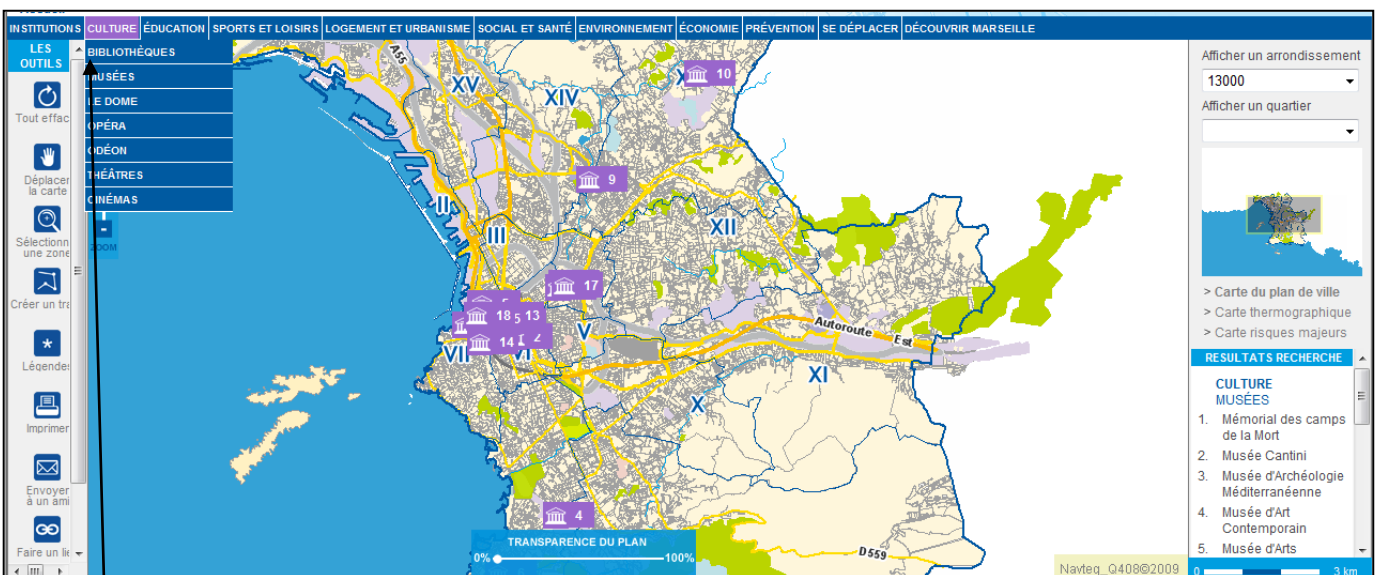 INSTITUTIONS CULTURE ÉDUCATION SPORTS ET LOISIRS LOGEMENT ET URBANISME SOCIAL ET SANTÉ ENVIRONNEMENT ÉCONOMIE PRÉVENTION SE DÉPLACER DÉCOUVRIR MARSEILLE
LES
OUTILS
Tout effac
Déplacer
la carte
Sélectionn
une zone
Créer un tra
Légende
Imprimer
Envoyer
à un ami
Faire un lie
BIBLIOTHÈQUES
MUSÉES
LE DOME
OPÉRA
ODÉON
THÉÂTRES
CINÉMAS
-
ZOOM
A55
XV
XIV
10
9
II
III
XII
17
18 5 13
14 2
VII
VI
V
Autoroute Est
XI
X
4
D559
TRANSPARENCE DU PLAN
0% 100%
Navteq_Q408©2009
Afficher un arrondissement
13000
Afficher un quartier
> Carte du plan de ville
> Carte thermographique
> Carte risques majeurs
RESULTATS RECHERCHE
CULTURE
MUSÉES
1. Mémorial des camps
de la Mort
2. Musée Cantini
3. Musée d'Archéologie
Méditerranéenne
4. Musée d'Art
Contemporain
5. Musée d'Arts
0 3 km